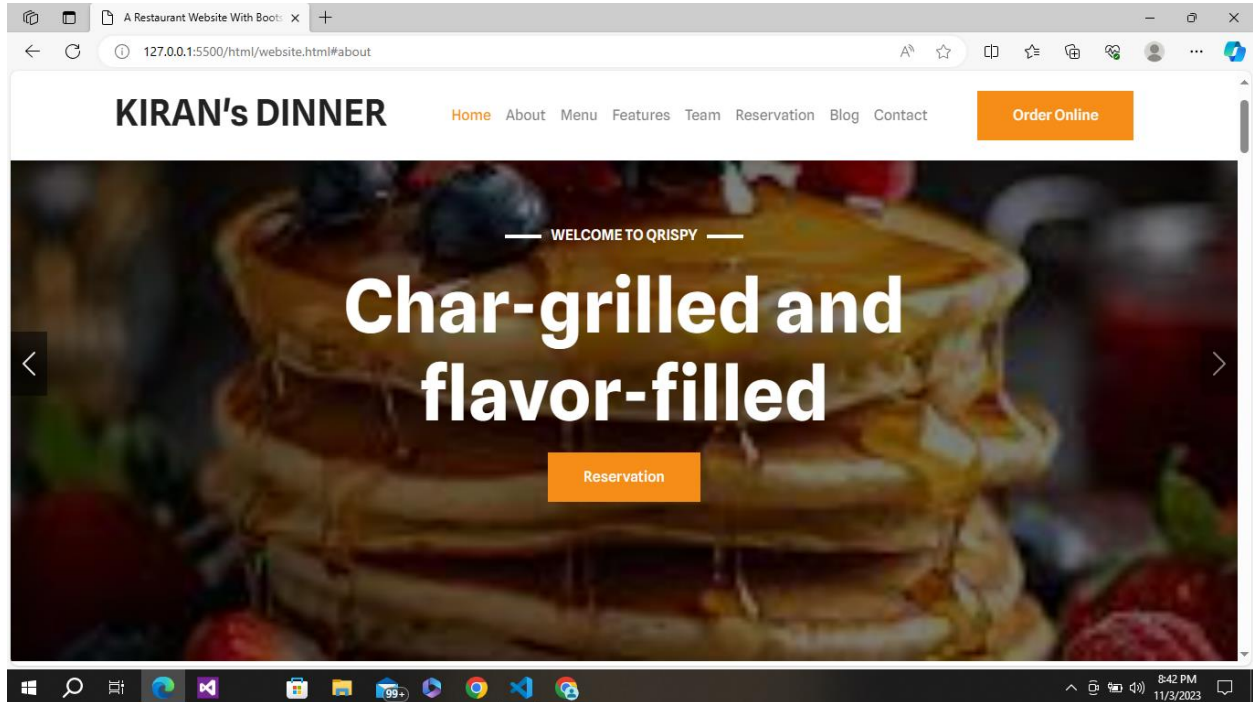 A Restaurant Website With Boots
127.0.0.1:5500/html/website.html#about
KIRAN's DINNER
Home About Menu Features Team Reservation Blog Contact
Order Online
WELCOME TO QRISPY
Char-grilled and
flavor-filled
Reservation
99+
8:42 PM
11/3/2023